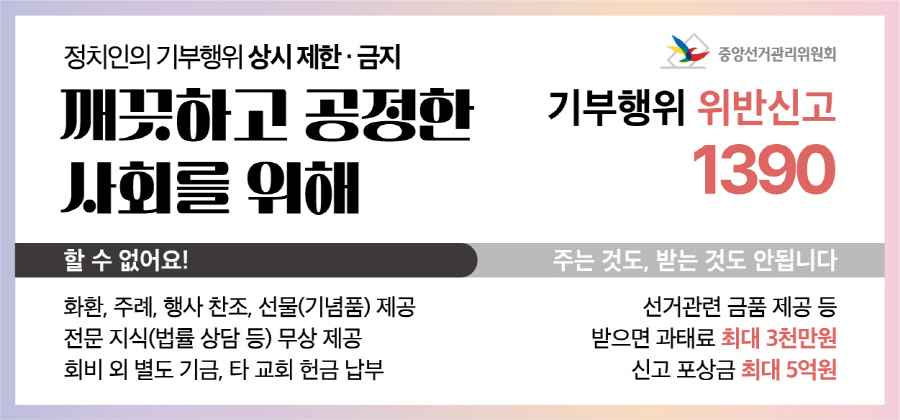 정치인의 기부행위 상시 제한 · 금지
깨끗하고 공정한
사회를 위해
중앙선거관리위원회
기부행위 위반신고
1390
할 수 없어요!
화환, 주례, 행사 찬조, 선물(기념품) 제공
전문 지식(법률 상담 등) 무상 제공
회비 외 별도 기금, 타 교회 헌금 납부
주는 것도, 받는 것도 안됩니다
선거관련 금품 제공 등
받으면 과태료 최대 3천만원
신고 포상금 최대 5억원